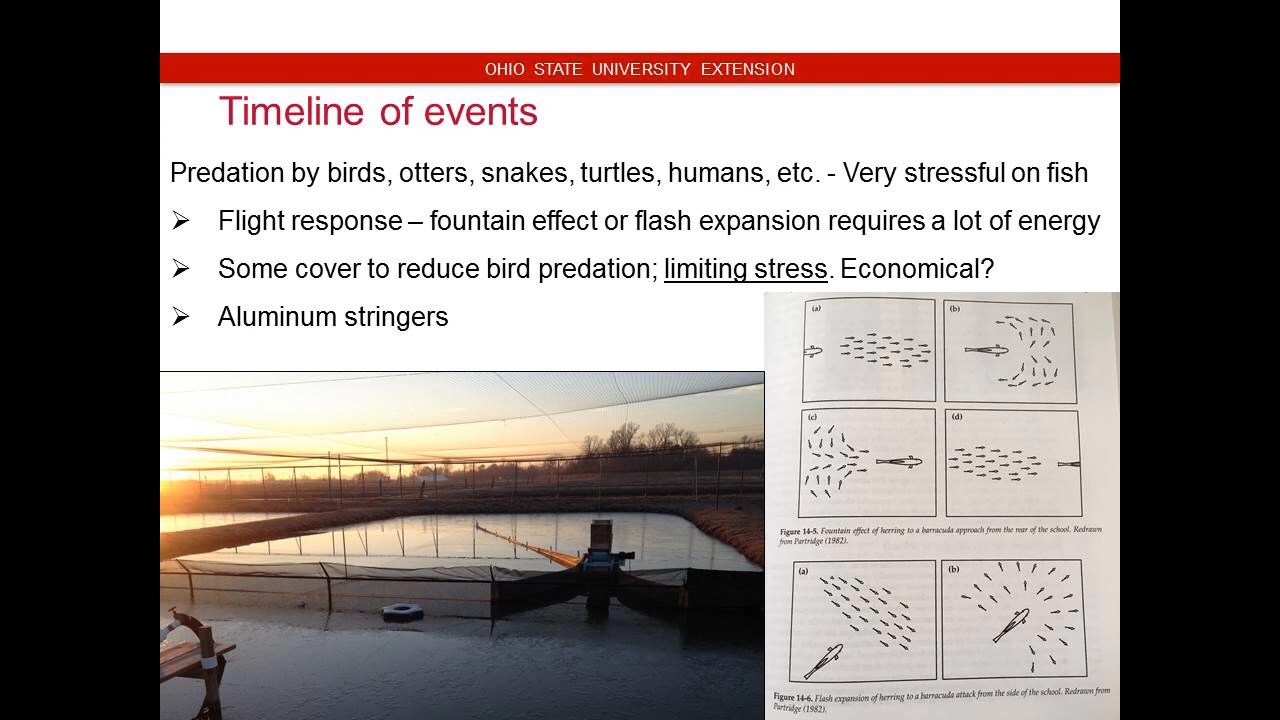 OHIO STATE UNIVERSITY EXTENSION
Timeline of events
Predation by birds, otters, snakes, turtles, humans, etc. - Very stressful on fish
➢ Flight response – fountain effect or flash expansion requires a lot of energy
➢ Some cover to reduce bird predation; limiting stress. Economical?
➢ Aluminum stringers
(a)
(b)
(c)
(d)
Figure 14-5. Fountain effect of herring to a barracuda approach from the rear of the school. Redrawn
from Partridge (1982).
(a)
(b)
Figure 14-6. Flash expansion of herring to a barracuda attack from the side of the school. Redrawn from
Partridge (1982).